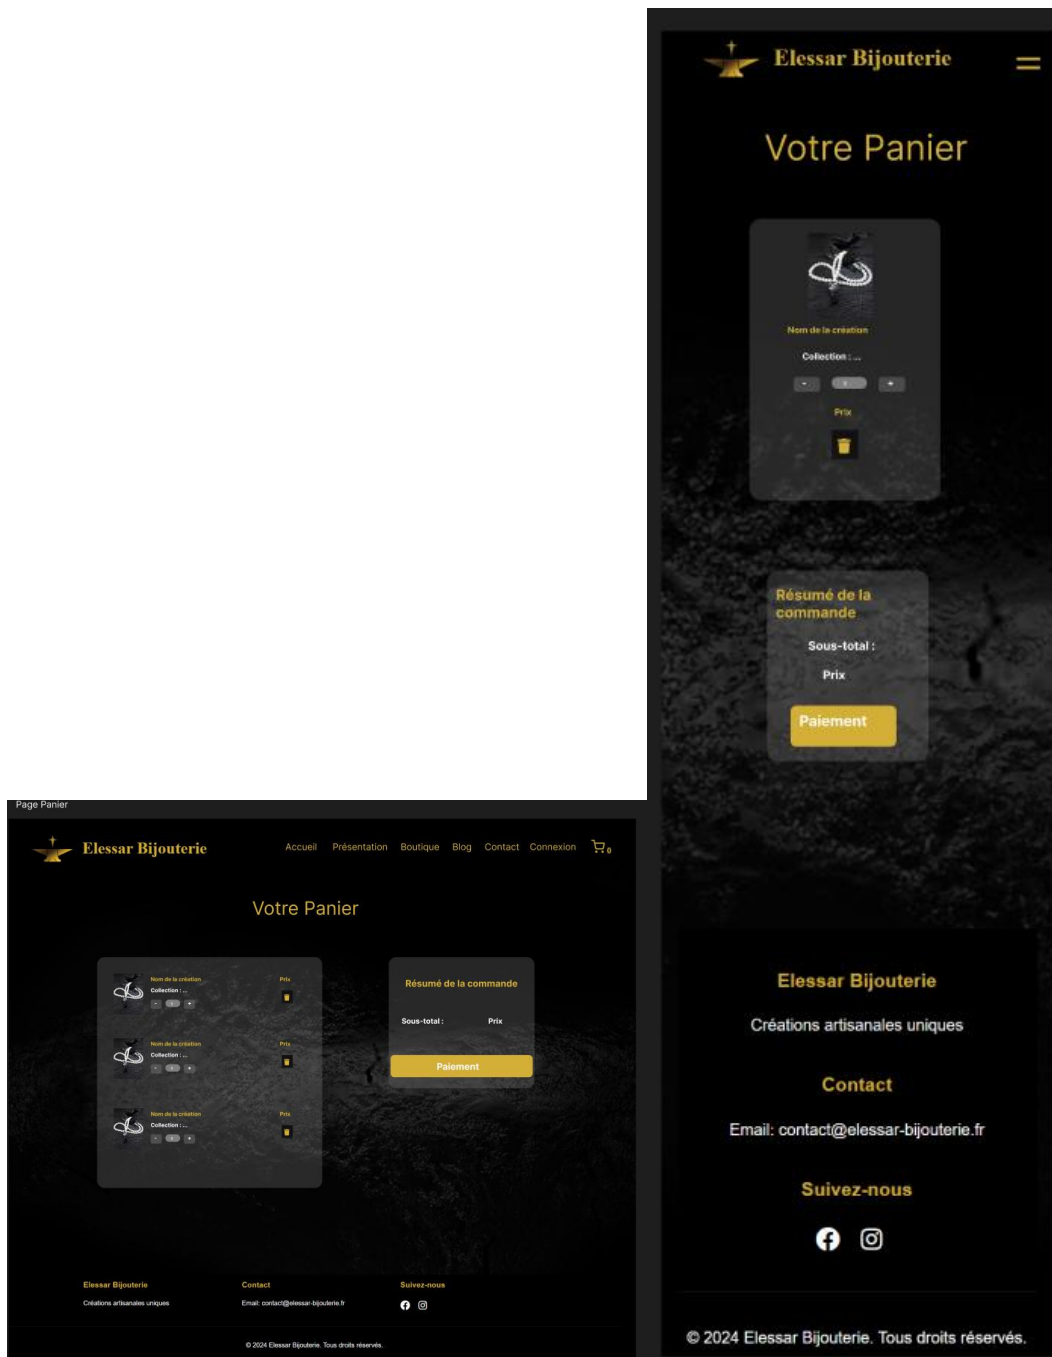 Elessar Bijouterie
Votre Panier
Nom de la création
Collection : ...
- 1 +
Prix
Résumé de la
commande
Sous-total :
Prix
Paiement
Elessar Bijouterie
Créations artisanales uniques
Contact
Email: contact@elessar-bijouterie.fr
Suivez-nous
© 2024 Elessar Bijouterie. Tous droits réservés.
Page Panier
Elessar Bijouterie Accueil Présentation Boutique Blog Contact Connexion 0
Votre Panier
Nom de la création Prix
Collection : ...
- 1 +
Nom de la création Prix
Collection : ...
- 1 +
Nom de la création Prix
Collection : ...
- 1 +
Résumé de la commande
Sous-total : Prix
Paiement
Elessar Bijouterie Contact Suivez-nous
Créations artisanales uniques Email: contact@elessar-bijouterie.fr
© 2024 Elessar Bijouterie. Tous droits réservés.